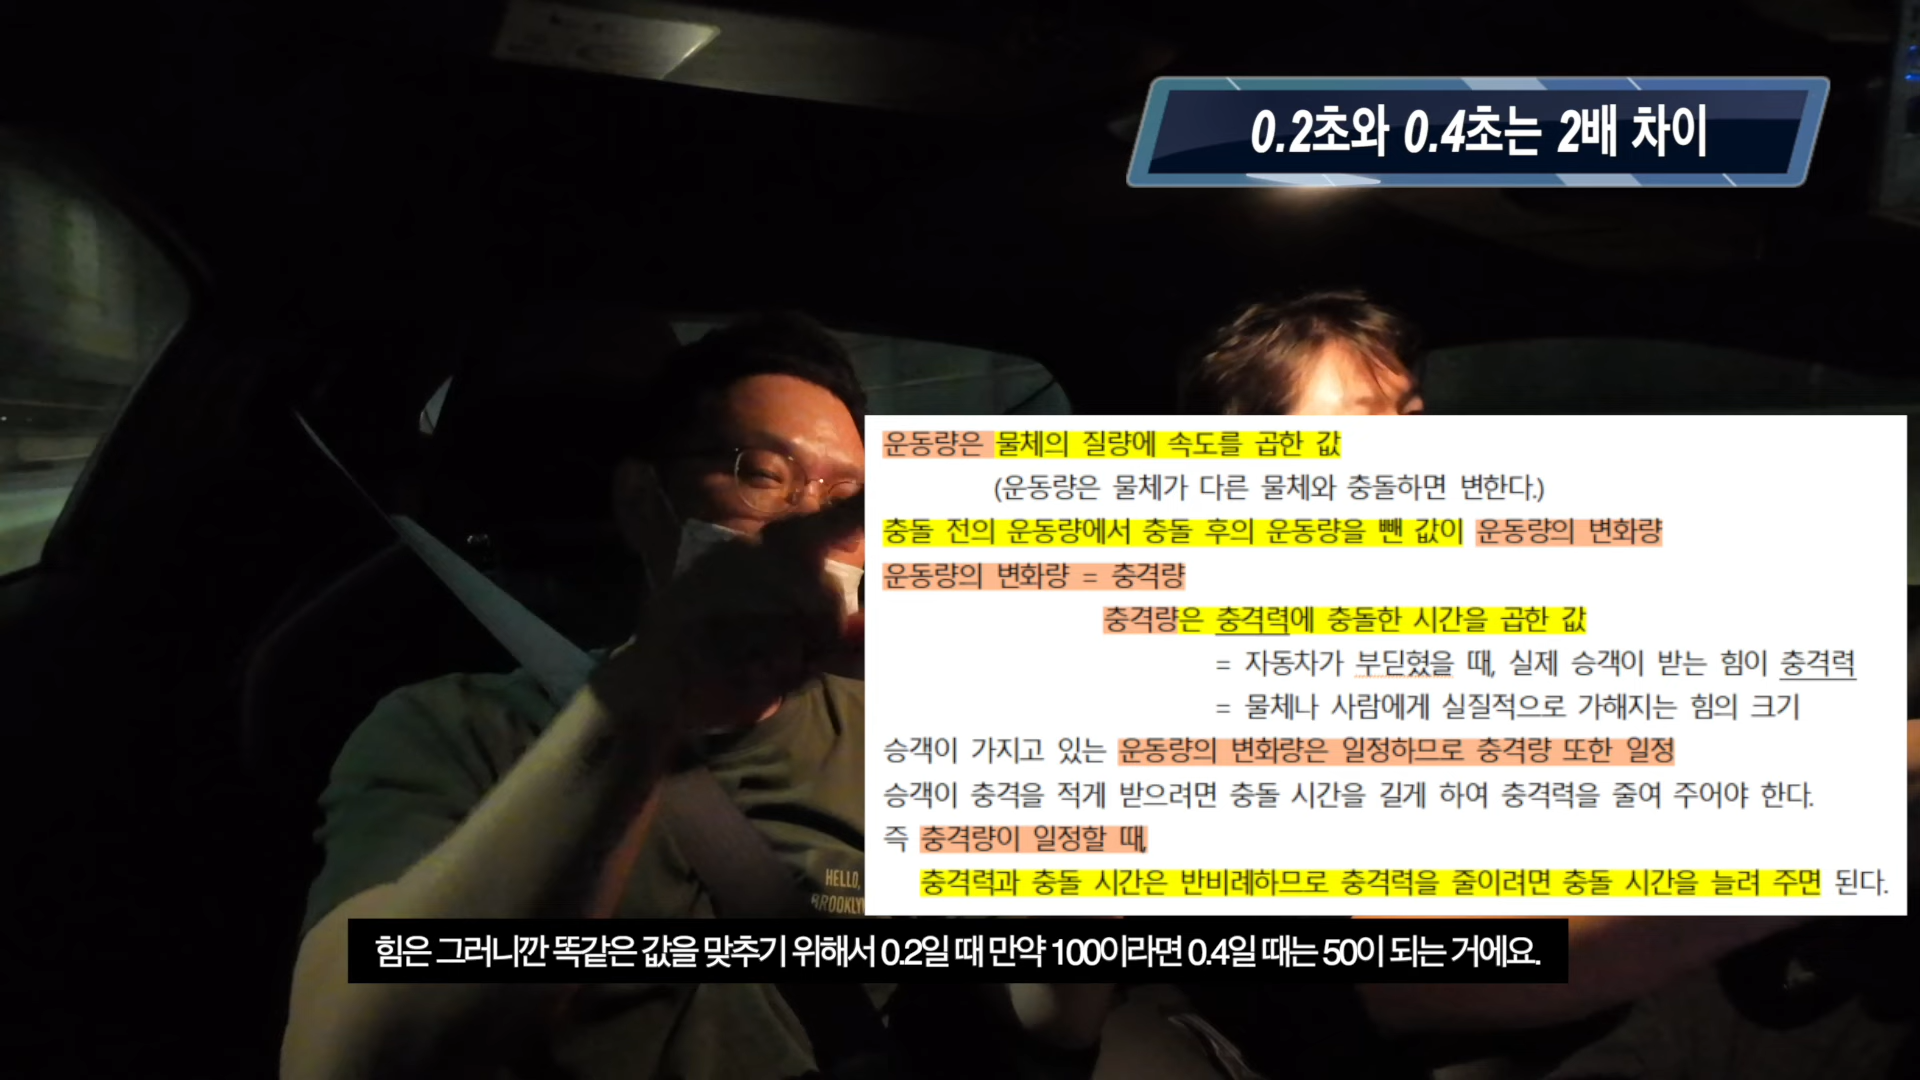 0.2초와 0.4초는 2배 차이
운동량은 물체의 질량에 속도를 곱한 값
(운동량은 물체가 다른 물체와 충돌하면 변한다.)
충돌 전의 운동량에서 충돌 후의 운동량을 뺀 값이 운동량의 변화량
운동량의 변화량 = 충격량
충격량은 충격력에 충돌한 시간을 곱한 값
= 자동차가 부딛혔을 때, 실제 승객이 받는 힘이 충격력
= 물체나 사람에게 실질적으로 가해지는 힘의 크기
승객이 가지고 있는 운동량의 변화량은 일정하므로 충격량 또한 일정
승객이 충격을 적게 받으려면 충돌 시간을 길게 하여 충격력을 줄여 주어야 한다.
즉 충격량이 일정할 때,
충격력과 충돌 시간은 반비례하므로 충격력을 줄이려면 충돌 시간을 늘려 주면 된다.
HELLO,
BROOKLY
힘은 그러니깐 똑같은 값을 맞추기 위해서 0.2일 때 만약 100이라면 0.4일 때는 50이 되는 거에요.